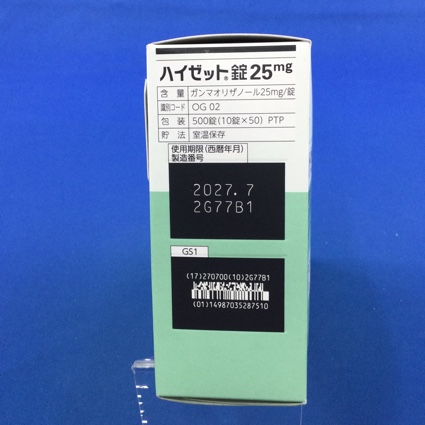 ハイゼット®錠25mg
含 量 ガンマオリザノール25mg/錠
識別コード OG 02
包 装 500錠(10錠×50) PTP
貯 法 室温保存
使用期限(西暦年月)
製造番号
2027.7
2G77B1
GS1
(17)270700(10)2G77B1
(01)14987035287510